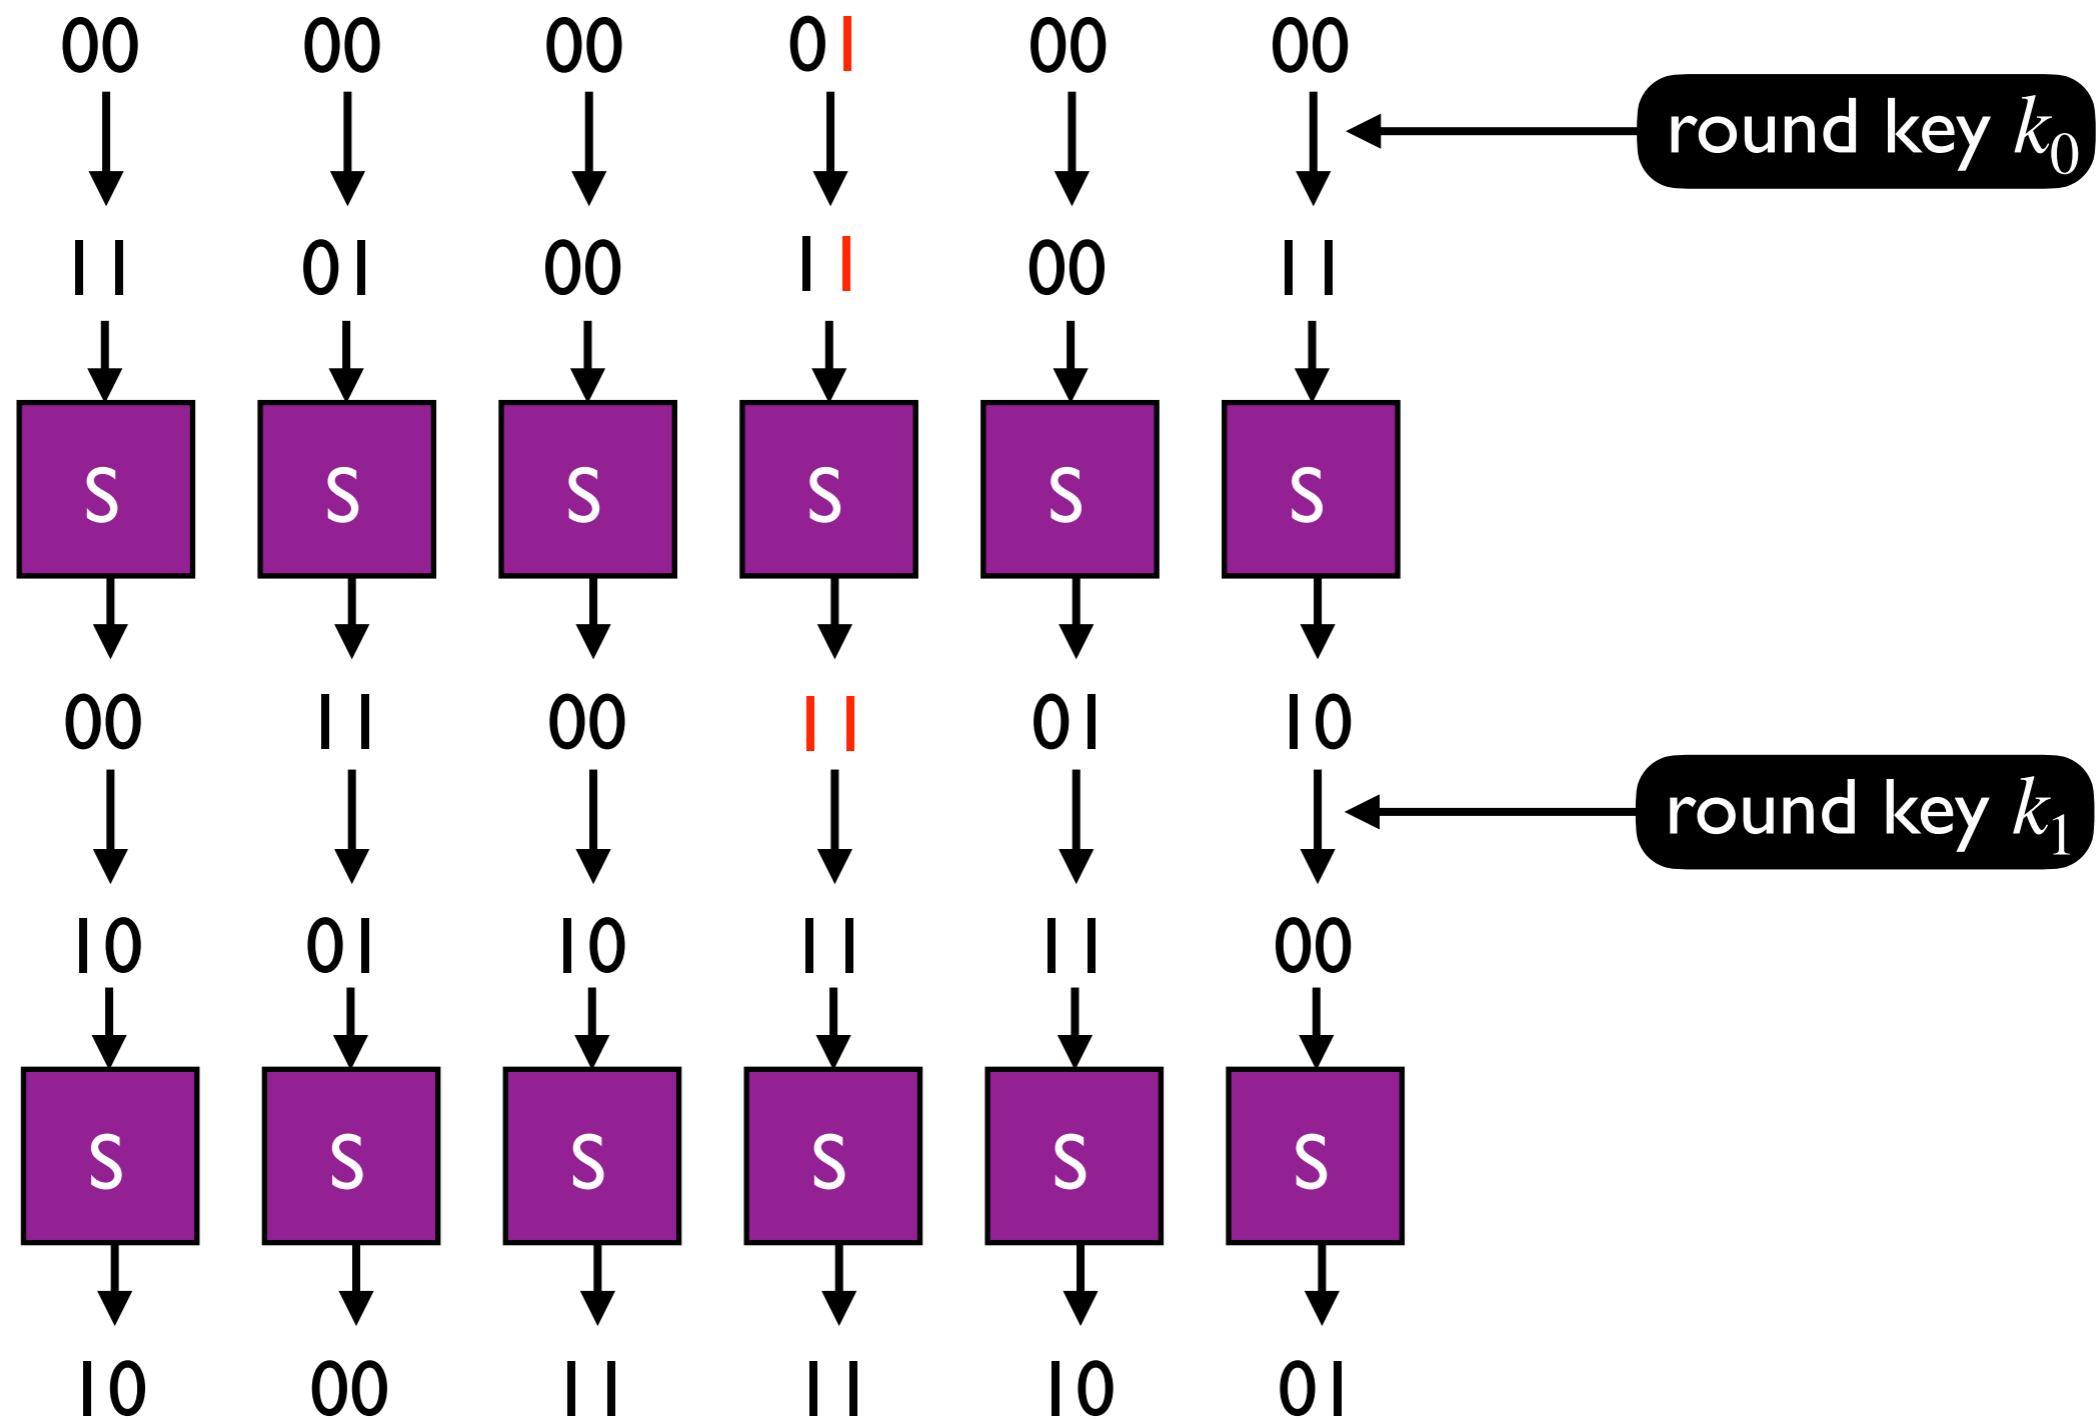 00 00 00 01 00 00
round key k₀
11 01 00 11 00 11
S S S S S S
00 11 00 11 01 10
round key k₁
10 01 10 11 11 00
S S S S S S
10 00 11 11 10 01